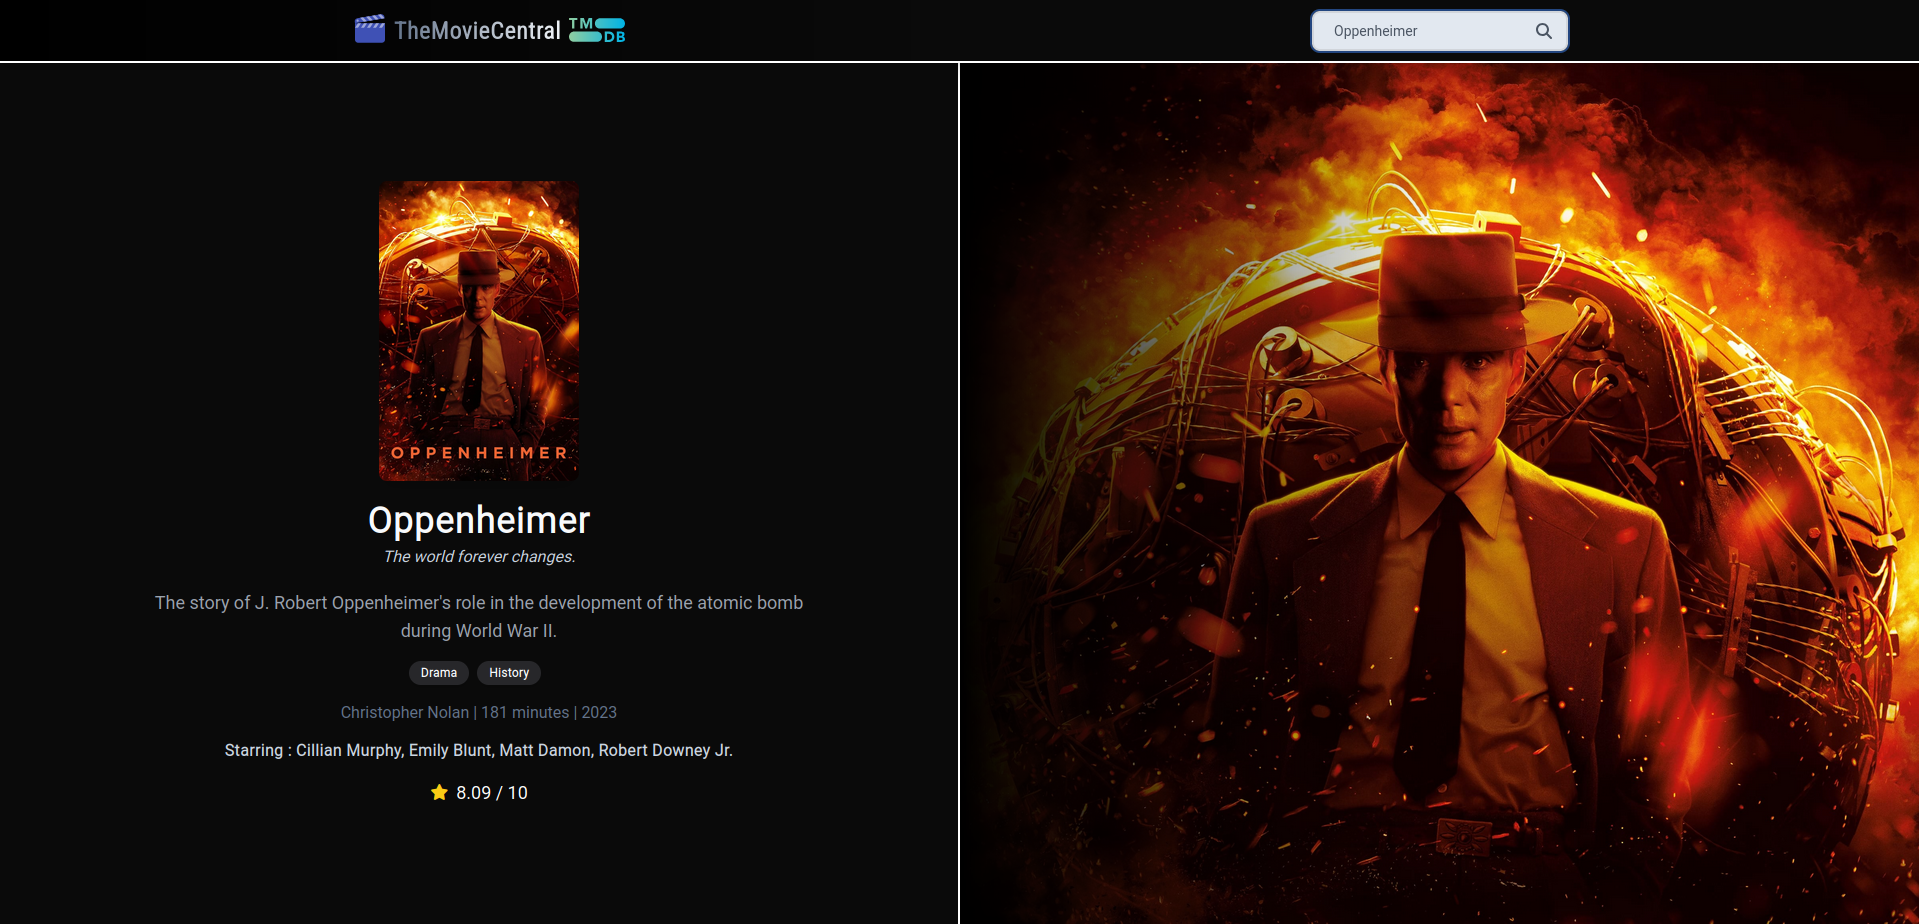 TheMovieCentral
TM
DB
Oppenheimer
OPPENHEIMER
Oppenheimer
The world forever changes.
The story of J. Robert Oppenheimer's role in the development of the atomic bomb
during World War II.
Drama
History
Christopher Nolan | 181 minutes | 2023
Starring : Cillian Murphy, Emily Blunt, Matt Damon, Robert Downey Jr.
8.09 / 10